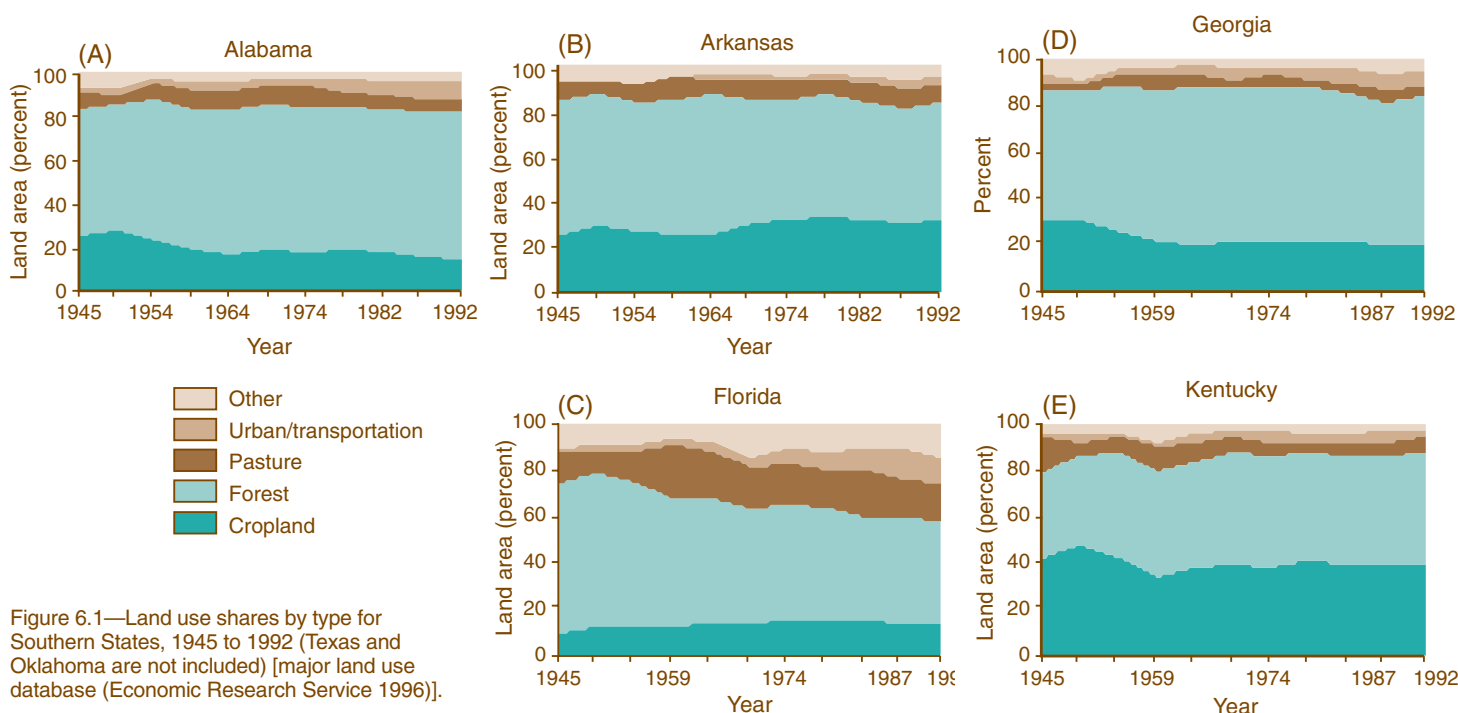 (A)
Alabama
Land area (percent)
100
80
60
40
20
0
1945 1954 1964 1974 1982 1992
Year
(B)
Arkansas
Land area (percent)
100
80
60
40
20
0
1945 1954 1964 1974 1982 1992
Year
(D)
Georgia
Percent
100
80
60
40
20
0
1945 1959 1974 1987 1992
Other
Urban/transportation
Pasture
Forest
Cropland
(C)
Florida
Land area (percent)
100
80
60
40
20
0
1945 1959 1974 1987 199
Year
(E)
Kentucky
Land area (percent)
100
80
60
40
20
0
1945 1959 1974 1987 1992
Year
Figure 6.1—Land use shares by type for
Southern States, 1945 to 1992 (Texas and
Oklahoma are not included) [major land use
database (Economic Research Service 1996)].